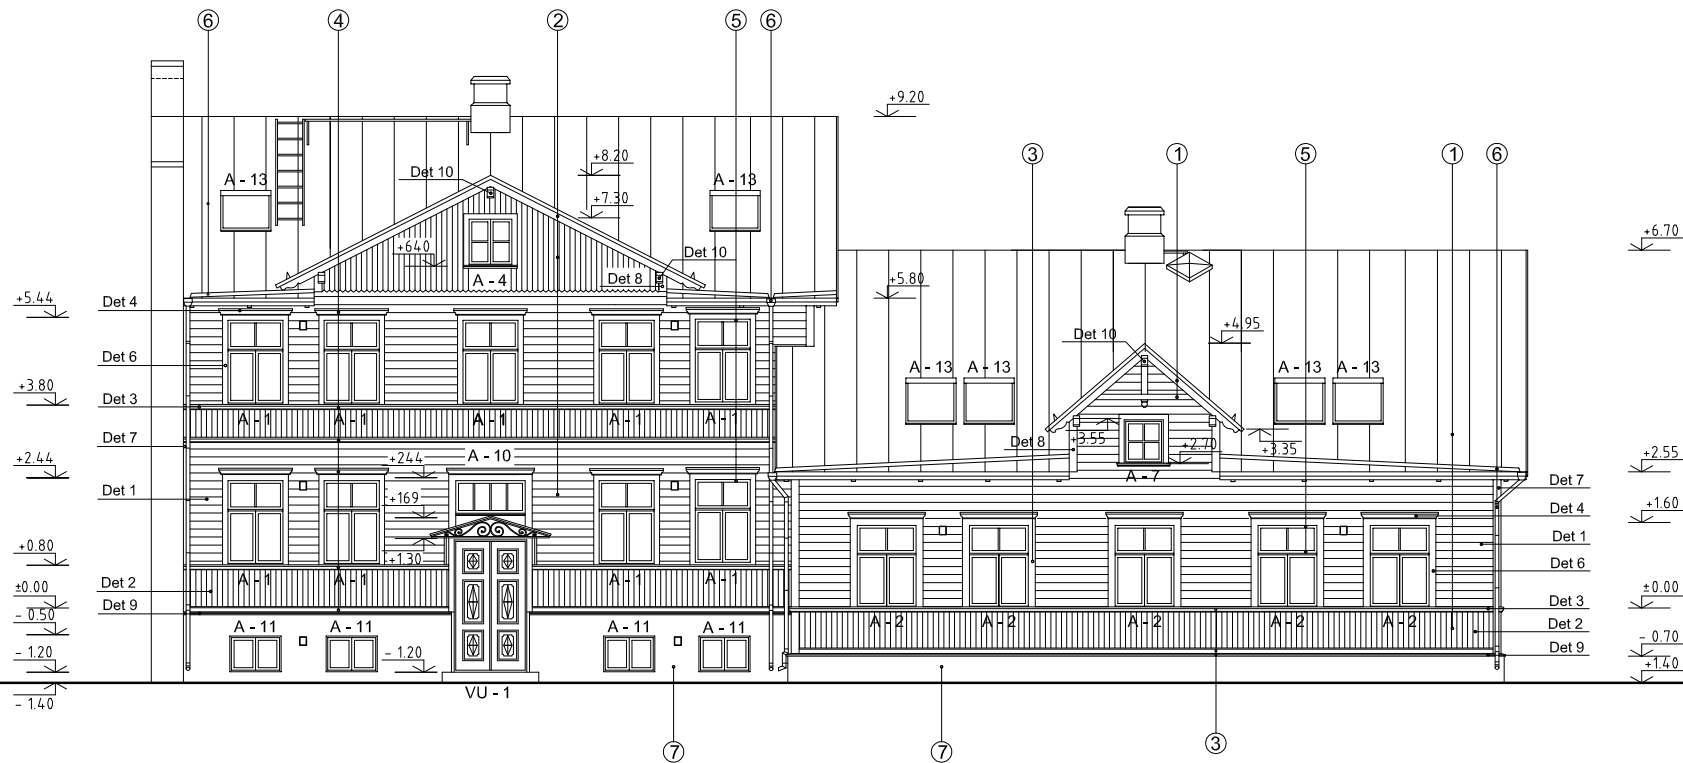 6 4 2 5 6
+9.20
3 1 5 1 6
+8.20
Det 10
A - 13 A - 13
+7.30
+640
Det 10
+6.70
A - 4 Det 8
+5.80
+5.44 Det 4
+4.95
Det 10
Det 6
A - 13 A - 13 A - 13 A - 13
+3.80 Det 3
A - 1 A - 1 A - 1 A - 1 A - 1
Det 7
+3.55 Det 8 +2.70 +3.35
+2.44 +244 A - 10
+2.55
A - 7
Det 7
Det 1 +169
+1.60 Det 4
Det 1
+0.80 +1.30
Det 6
A - 1 A - 1 A - 1 A - 1
Det 2
±0.00 ±0.00
Det 9 Det 3
- 0.50
A - 2 A - 2 A - 2 A - 2 A - 2
Det 2
A - 11 A - 11 A - 11 A - 11
- 0.70
Det 9
- 1.20 - 1.20
+1.40
VU - 1
- 1.40
7 7 3